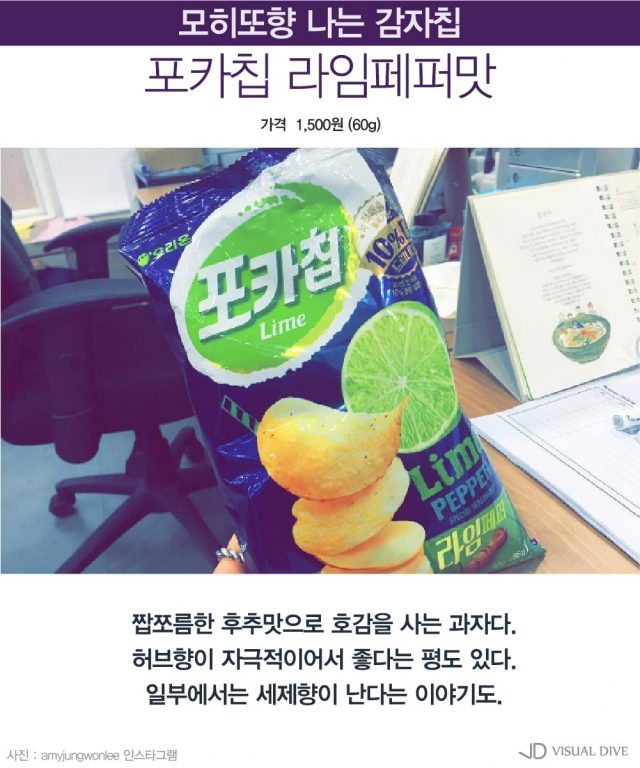 모히또향 나는 감자칩
포카칩 라임페퍼맛
가격 1,500원 (60g)
오리온
포카칩
Lime
10%
Lime
PEPPER
라임페퍼
짭쪼름한 후추맛으로 호감을 사는 과자다.
허브향이 자극적이어서 좋다는 평도 있다.
일부에서는 세제향이 난다는 이야기도.
사진 : amyjungwonlee 인스타그램
JD VISUAL DIVE